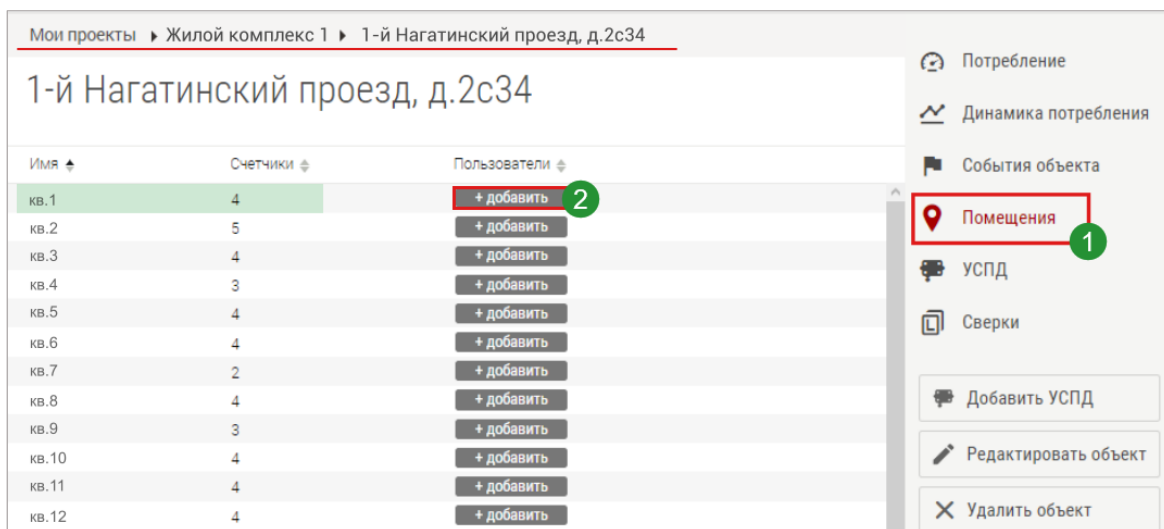 Мои проекты Жилой комплекс 1 1-й Нагатинский проезд, д.2с34
1-й Нагатинский проезд, д.2с34
Имя Счетчики Пользователи
кв.1 4 + добавить 2
кв.2 5 + добавить
кв.3 4 + добавить
кв.4 3 + добавить
кв.5 4 + добавить
кв.6 4 + добавить
кв.7 2 + добавить
кв.8 4 + добавить
кв.9 3 + добавить
кв.10 4 + добавить
кв.11 4 + добавить
кв.12 4 + добавить
Потребление
Динамика потребления
События объекта
Помещения
1
УСПД
Сверки
Добавить УСПД
Редактировать объект
Удалить объект